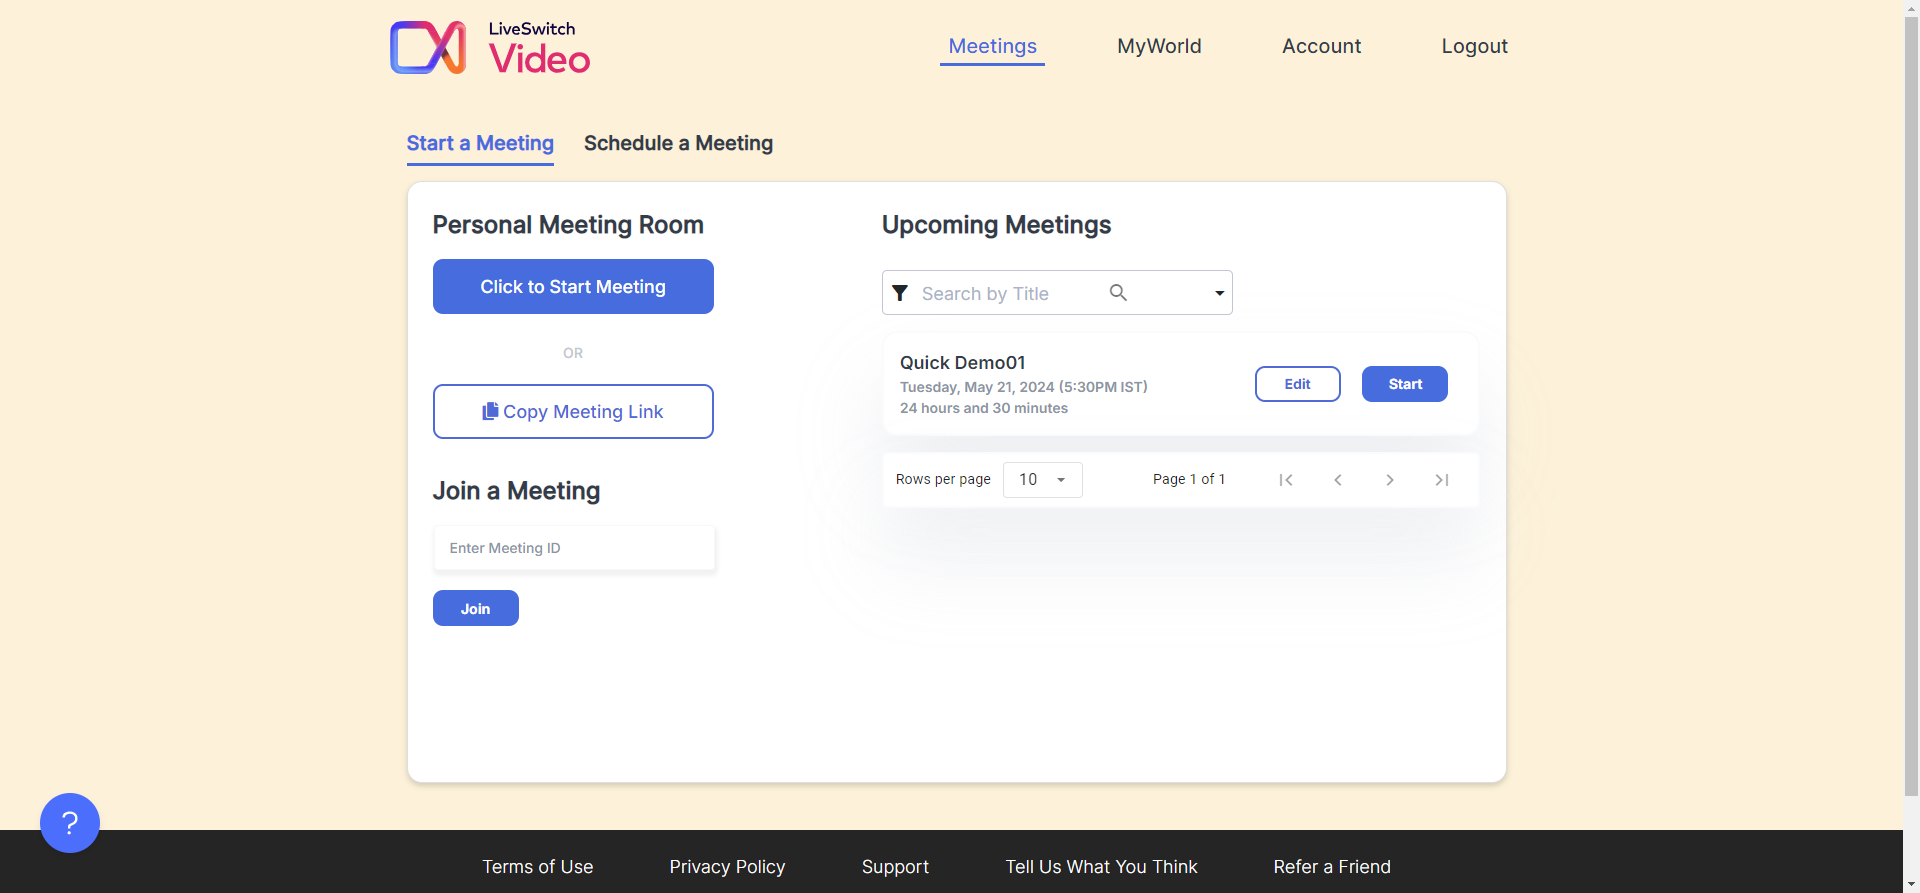 LiveSwitch
Video
Meetings
MyWorld
Account
Logout
Start a Meeting
Schedule a Meeting
Personal Meeting Room
Click to Start Meeting
OR
Copy Meeting Link
Join a Meeting
Enter Meeting ID
Join
Upcoming Meetings
Search by Title
Quick Demo01
Tuesday, May 21, 2024 (5:30PM IST)
24 hours and 30 minutes
Edit
Start
Rows per page
10
Page 1 of 1
?
Terms of Use
Privacy Policy
Support
Tell Us What You Think
Refer a Friend